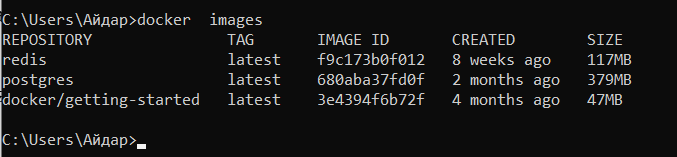 C:\Users\Айдар>docker  images
REPOSITORY                TAG       IMAGE ID       CREATED        SIZE
redis                     latest    f9c173b0f012   8 weeks ago    117MB
postgres                  latest    680aba37fd0f   2 months ago   379MB
docker/getting-started    latest    3e4394f6b72f   4 months ago   47MB
C:\Users\Айдар>